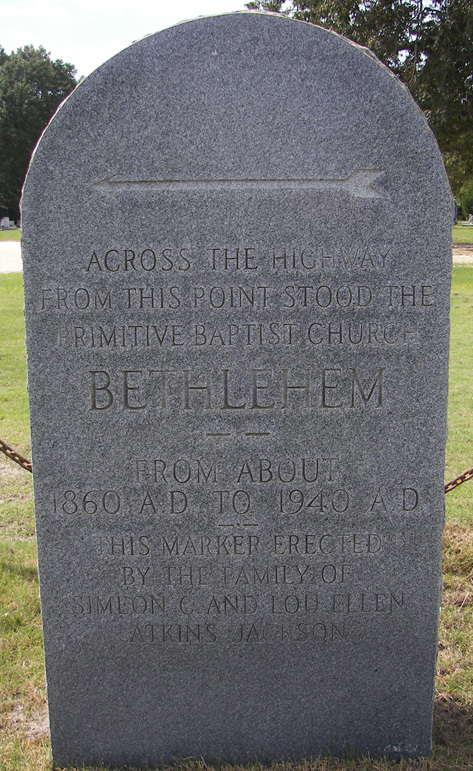 ACROSS THE HIGHWAY
FROM THIS POINT STOOD THE
PRIMITIVE BAPTIST CHURCH
BETHLEHEM
FROM ABOUT
1860 A.D. TO 1940 A.D.
THIS MARKER ERECTED
BY THE FAMILY OF
SIMEON C. AND LOU ELLEN
ATKINS JACKSON